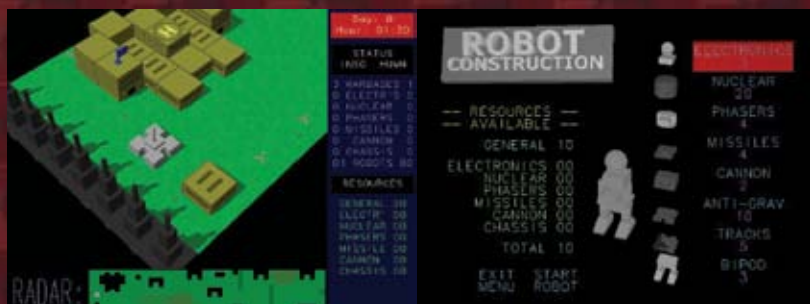 Day: 0
Hour: 01:30
STATUS
INSG HUMN
3 WARBASES 1
0 ELECTR'S 0
0 NUCLEAR 0
0 PHASERS 0
0 MISSILES 0
0 CANNON 0
0 CHASSIS 0
01 ROBOTS 00
RESOURCES
GENERAL
ELECTR' 00
NUCLEAR 00
PHASERS 00
MISSILE 00
CANNON 00
CHASSIS 00
RADAR:
ROBOT
CONSTRUCTION
-- RESOURCES --
-- AVAILABLE --
GENERAL 10
ELECTRONICS 00
NUCLEAR 00
PHASERS 00
MISSILES 00
CANNON 00
CHASSIS 00
TOTAL 10
EXIT START
MENU ROBOT
ELECTRONICS
3
NUCLEAR
20
PHASERS
4
MISSILES
4
CANNON
2
ANTI-GRAV
10
TRACKS
5
BIPOD
3